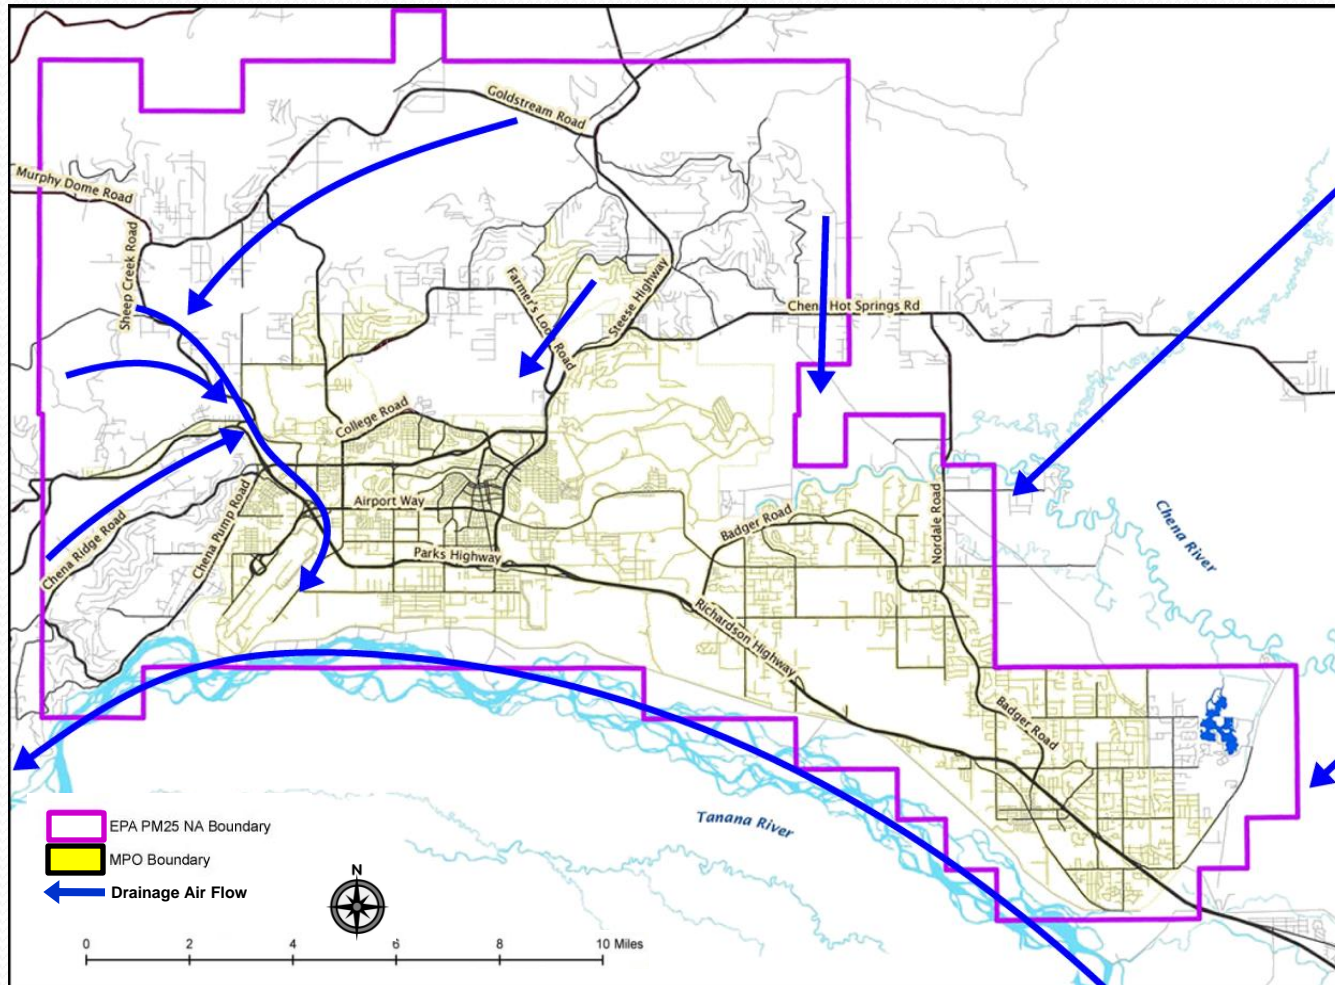 Goldstream Road
Murphy Dome Road
Sheep Creek Road
Farmer's Loop Road
Steese Highway
Chena Hot Springs Rd
College Road
Airport Way
Chena Pump Road
Chena Ridge Road
Parks Highway
Badger Road
Nordale Road
Chena River
Richardson Highway
Badger Road
Tanana River
EPA PM25 NA Boundary
MPO Boundary
Drainage Air Flow
N
0 2 4 6 8 10 Miles